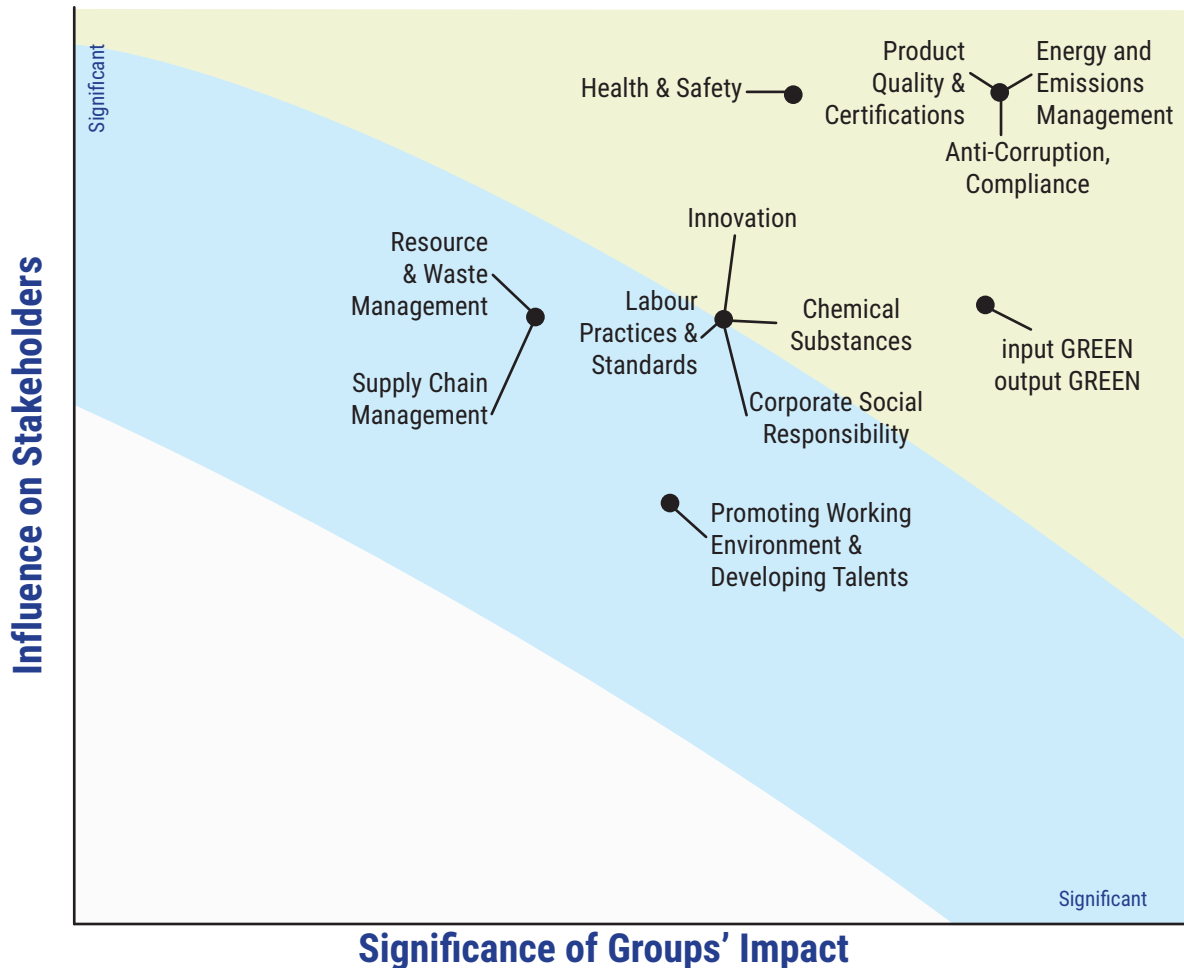 Significant
Health & Safety
Product
Quality &
Certifications
Energy and
Emissions
Management
Anti-Corruption,
Compliance
Innovation
Resource
& Waste
Management
Labour
Practices &
Standards
Chemical
Substances
input GREEN
output GREEN
Supply Chain
Management
Corporate Social
Responsibility
Promoting Working
Environment &
Developing Talents
Influence on Stakeholders
Significant
Significance of Groups’ Impact